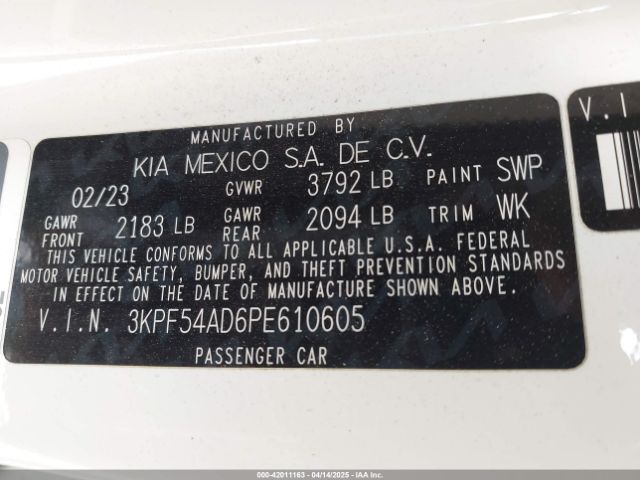 MANUFACTURED BY
KIA MEXICO S.A. DE C.V.
02/23 GVWR 3792 LB PAINT SWP
GAWR FRONT 2183 LB GAWR REAR 2094 LB TRIM WK
THIS VEHICLE CONFORMS TO ALL APPLICABLE U.S.A. FEDERAL
MOTOR VEHICLE SAFETY, BUMPER, AND THEFT PREVENTION STANDARDS
IN EFFECT ON THE DATE OF MANUFACTURE SHOWN ABOVE.
V.I.N. 3KPF54AD6PE610605
PASSENGER CAR
V.I
000-42011163 - 04/14/2025 - IAAI.COM